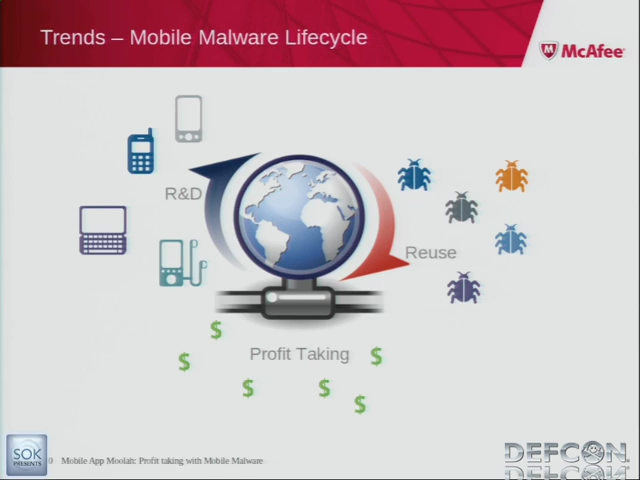 Trends – Mobile Malware Lifecycle
McAfee
R&D
Reuse
$
$
$
$
$
$
Profit Taking
SOK
PRESENTS
0 Mobile App Moolah: Profit taking with Mobile Malware
DEFCON